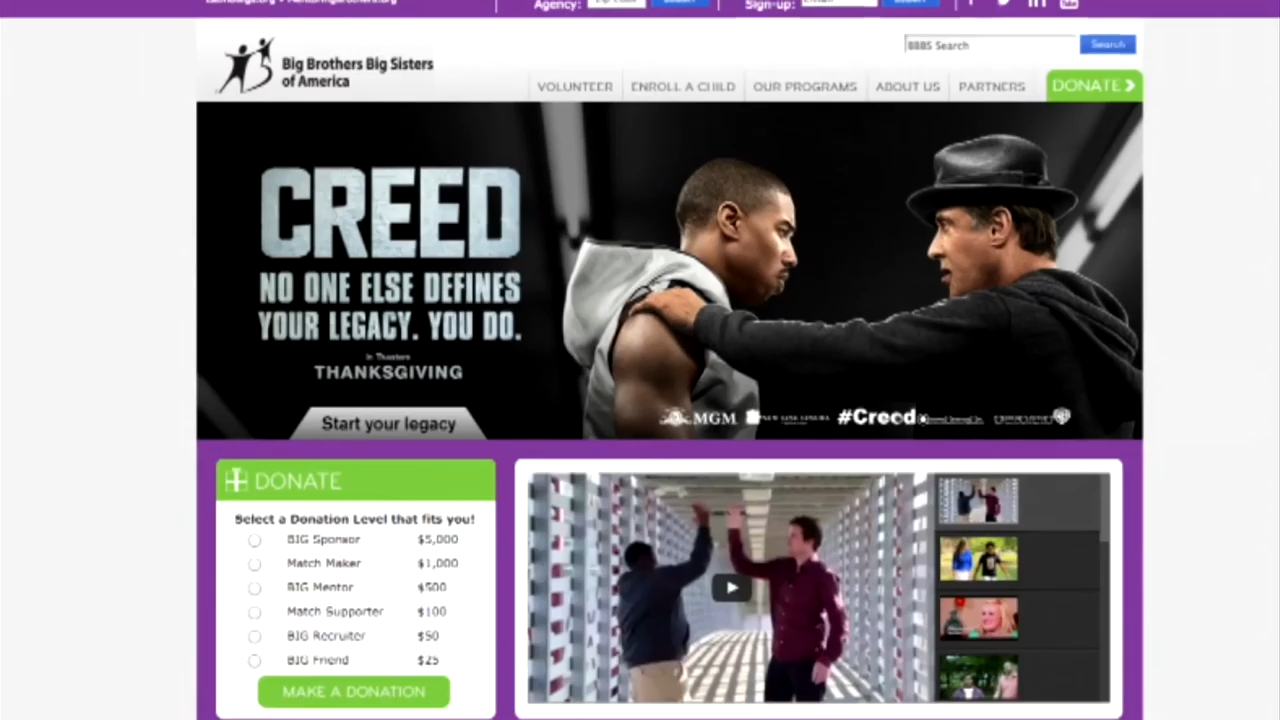 Agency:
Sign-up:
Big Brothers Big Sisters
of America
BBBS Search
Search
VOLUNTEER
ENROLL A CHILD
OUR PROGRAMS
ABOUT US
PARTNERS
DONATE
CREED
NO ONE ELSE DEFINES
YOUR LEGACY. YOU DO.
In Theaters
THANKSGIVING
Start your legacy
MGM
#Creed
DONATE
Select a Donation Level that fits you!
BIG Sponsor $5,000
Match Maker $1,000
BIG Mentor $500
Match Supporter $100
BIG Recruiter $50
BIG Friend $25
MAKE A DONATION